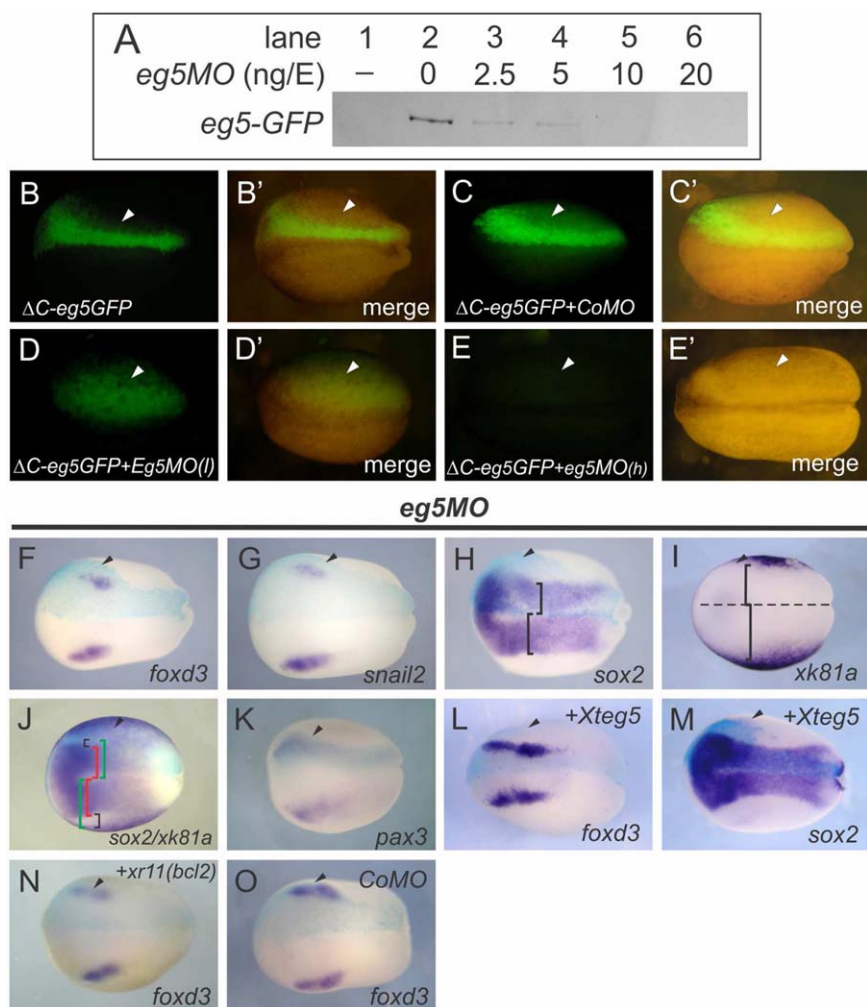 A
lane 1 2 3 4 5 6
eg5MO (ng/E) – 0 2.5 5 10 20
eg5-GFP
B B' C C'
ΔC-eg5GFP merge ΔC-eg5GFP+CoMO merge
D D' E E'
ΔC-eg5GFP+Eg5MO(l) merge ΔC-eg5GFP+eg5MO(h) merge
eg5MO
F G H I
foxd3 snail2 sox2 xk81a
J K L +Xteg5 M +Xteg5
sox2/xk81a pax3 foxd3 sox2
N +xr11(bcl2) O CoMO
foxd3 foxd3